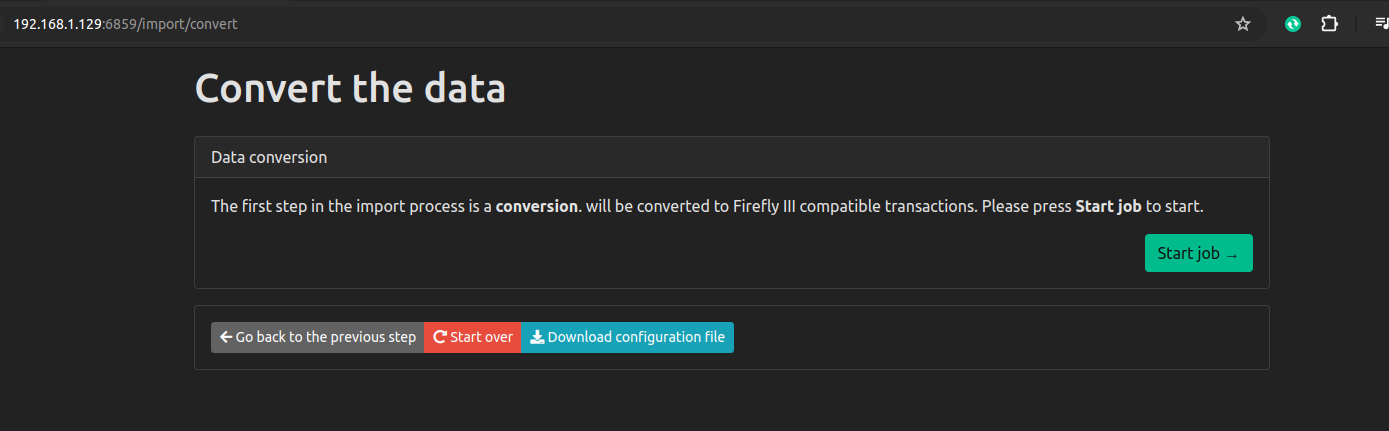 192.168.1.129:6859/import/convert
Convert the data
Data conversion
The first step in the import process is a conversion. will be converted to Firefly III compatible transactions. Please press Start job to start.
Start job →
Go back to the previous step Start over Download configuration file